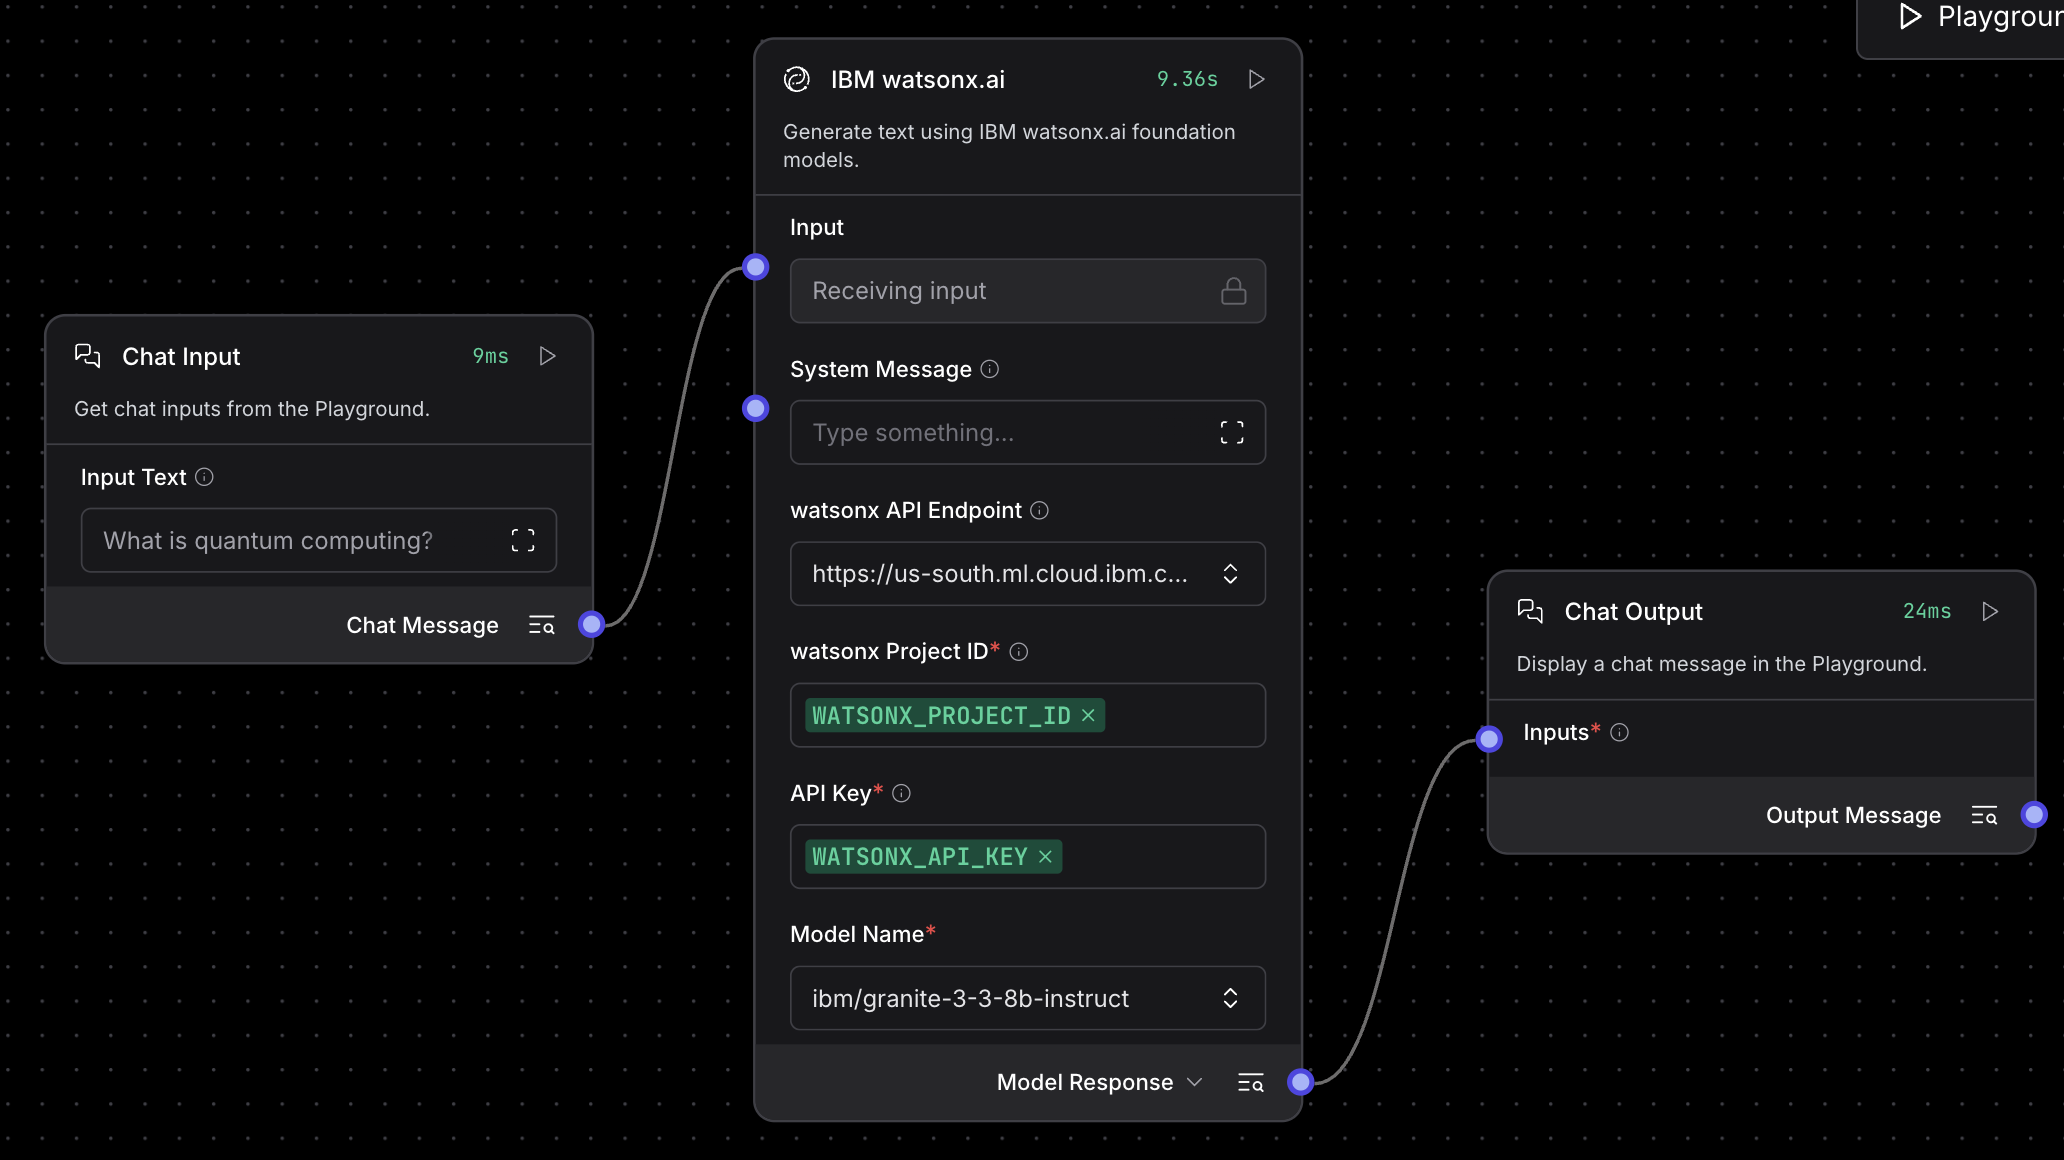 Playgroun
IBM watsonx.ai 9.36s
Generate text using IBM watsonx.ai foundation
models.
Input
Receiving input
System Message
Type something...
watsonx API Endpoint
https://us-south.ml.cloud.ibm.c...
watsonx Project ID*
WATSONX_PROJECT_ID
API Key*
WATSONX_API_KEY
Model Name*
ibm/granite-3-3-8b-instruct
Model Response
Chat Input 9ms
Get chat inputs from the Playground.
Input Text
What is quantum computing?
Chat Message
Chat Output 24ms
Display a chat message in the Playground.
Inputs*
Output Message